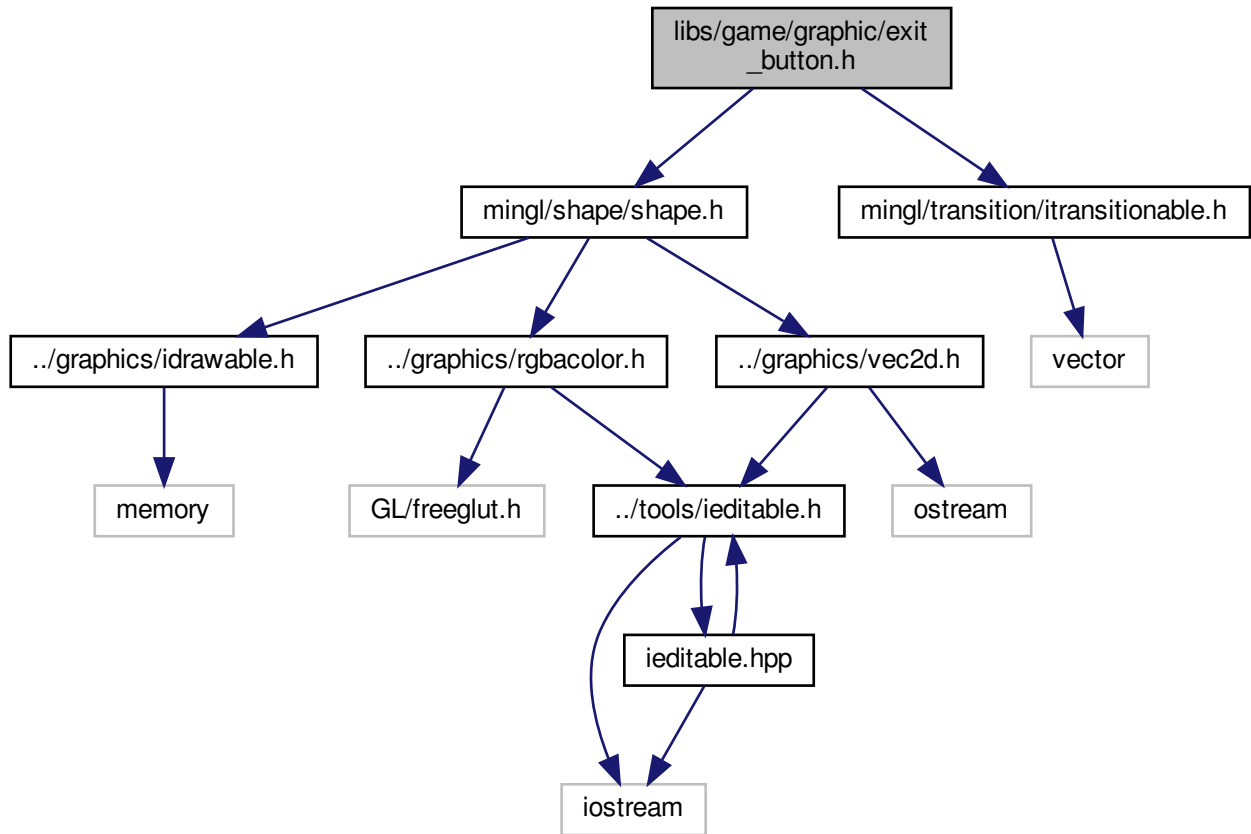 libs/game/graphic/exit
_button.h
mingl/shape/shape.h
mingl/transition/itransitionable.h
../graphics/idrawable.h
../graphics/rgbacolor.h
../graphics/vec2d.h
vector
memory
GL/freeglut.h
../tools/ieditable.h
ostream
ieditable.hpp
iostream